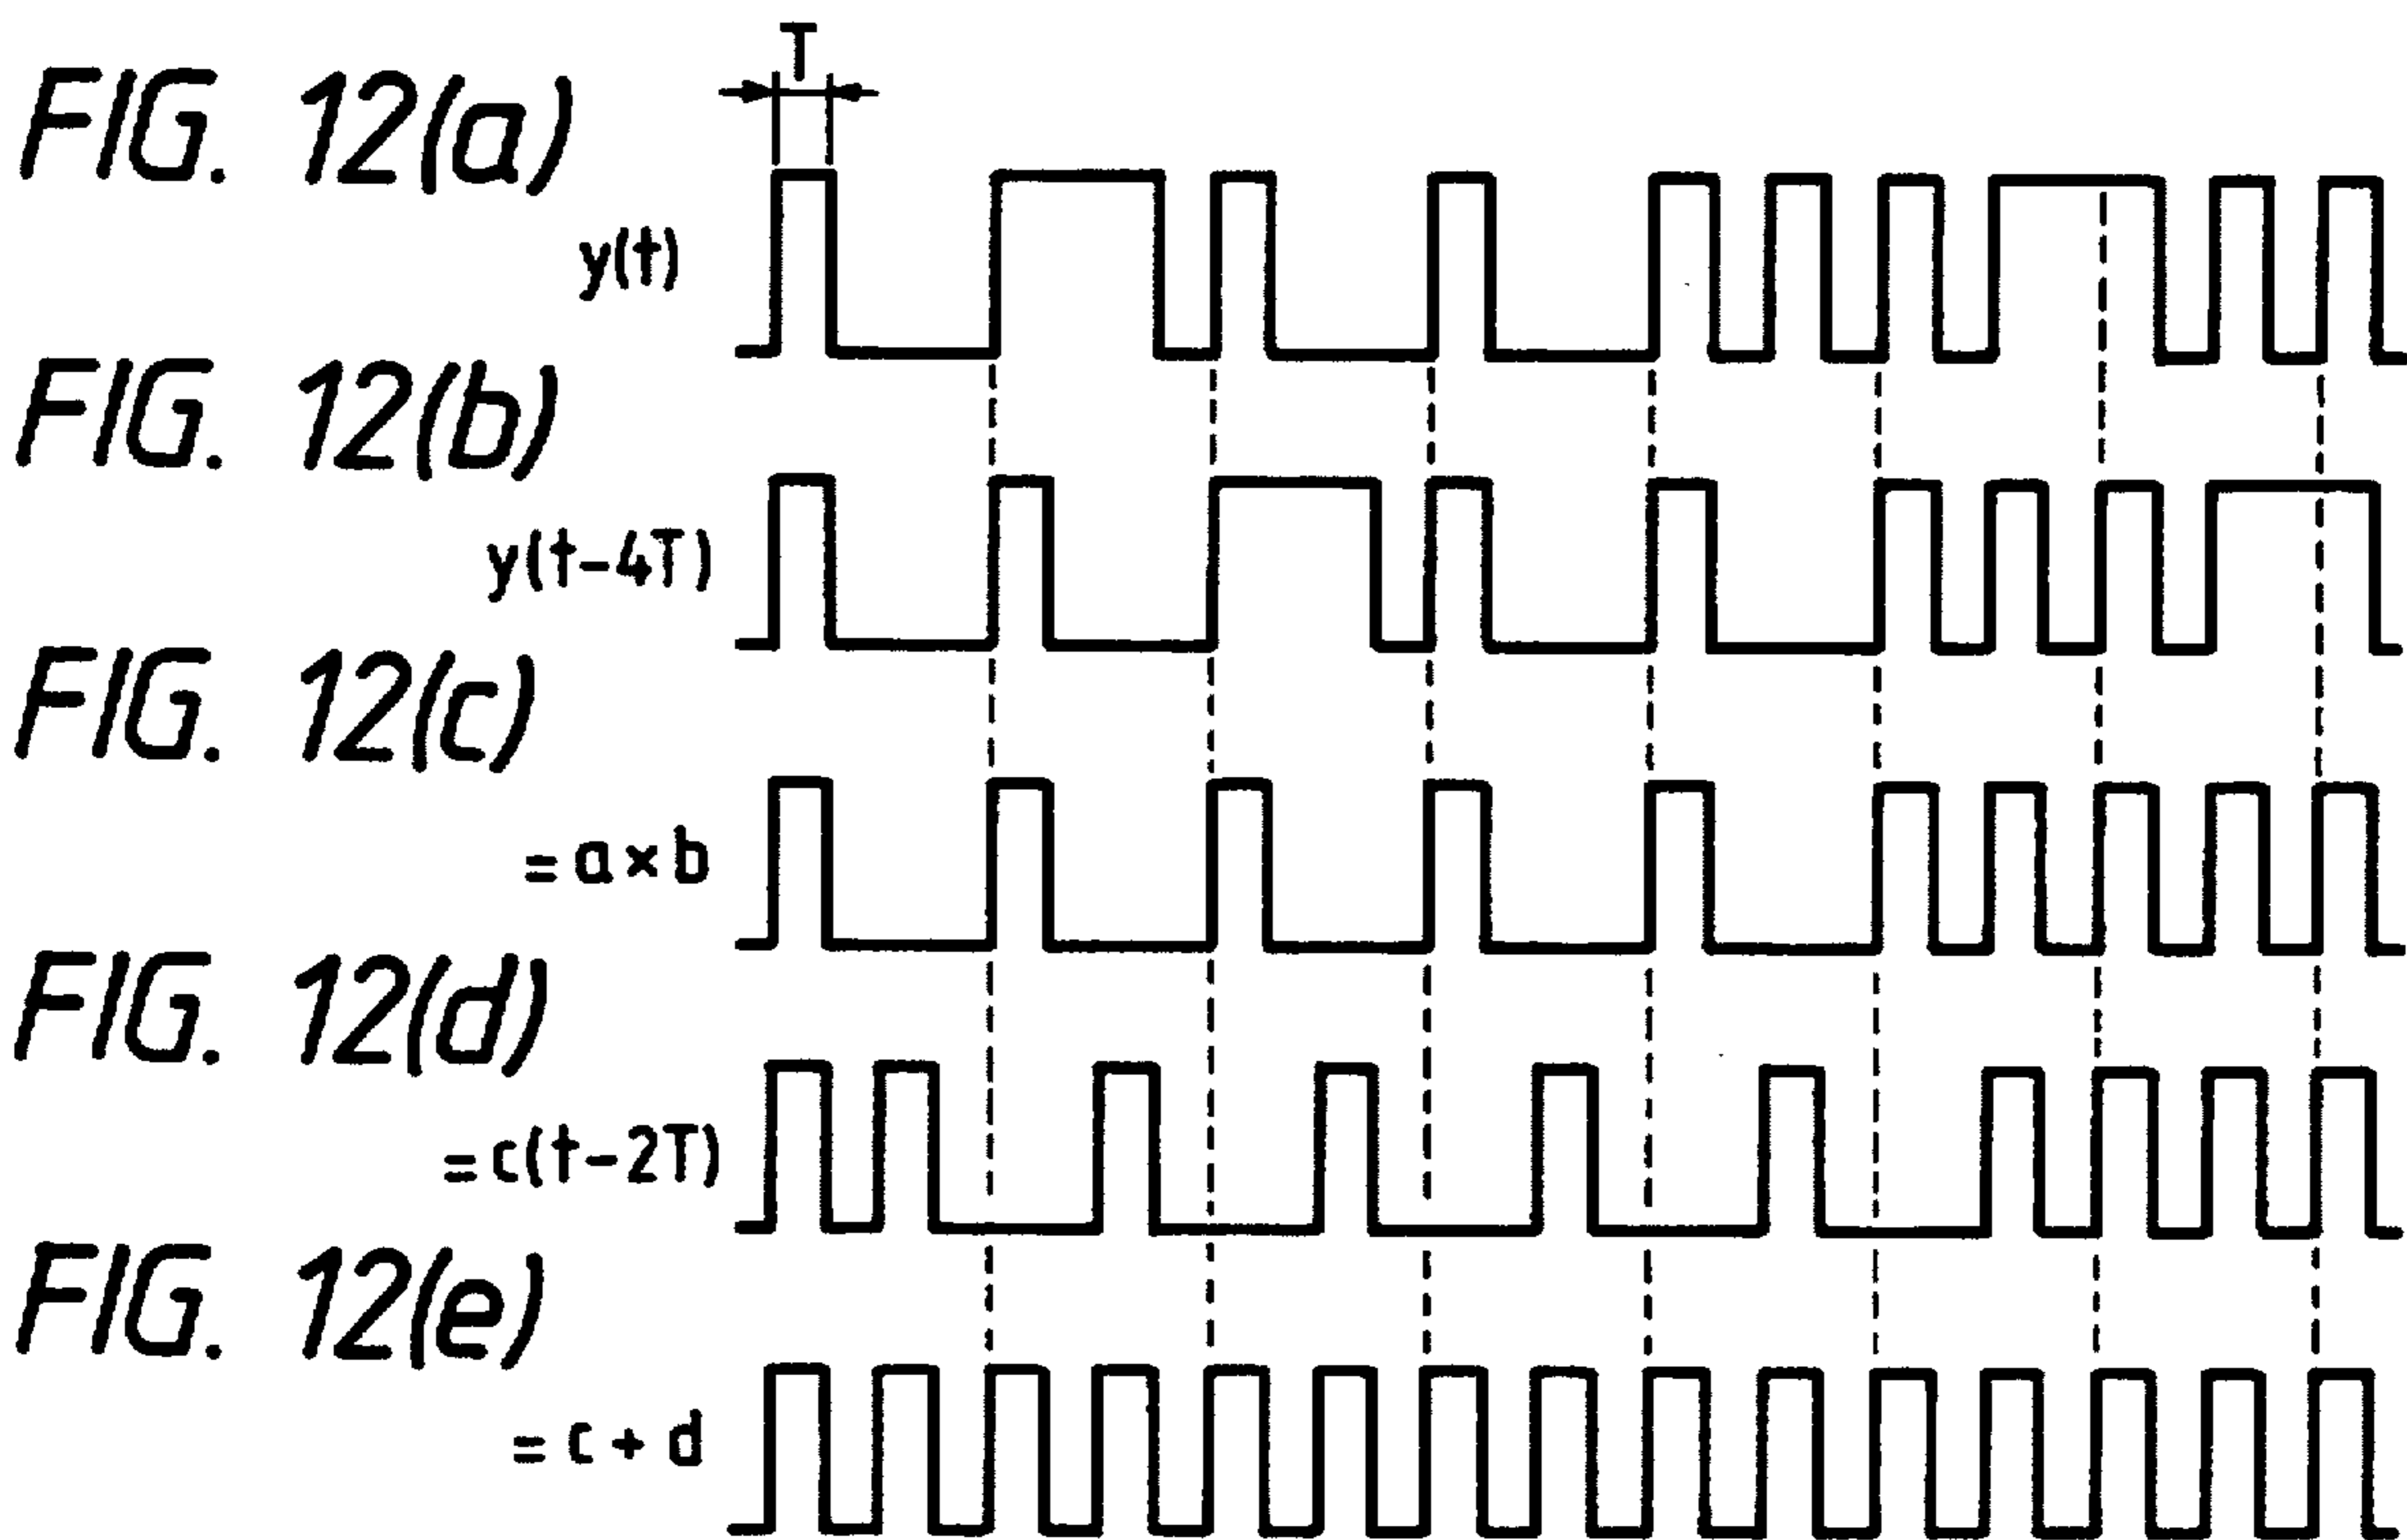 T
FIG. 12(a)
y(t)
FIG. 12(b)
y(t-4T)
FIG. 12(c)
= a×b
FIG. 12(d)
= c(t-2T)
FIG. 12(e)
= c + d